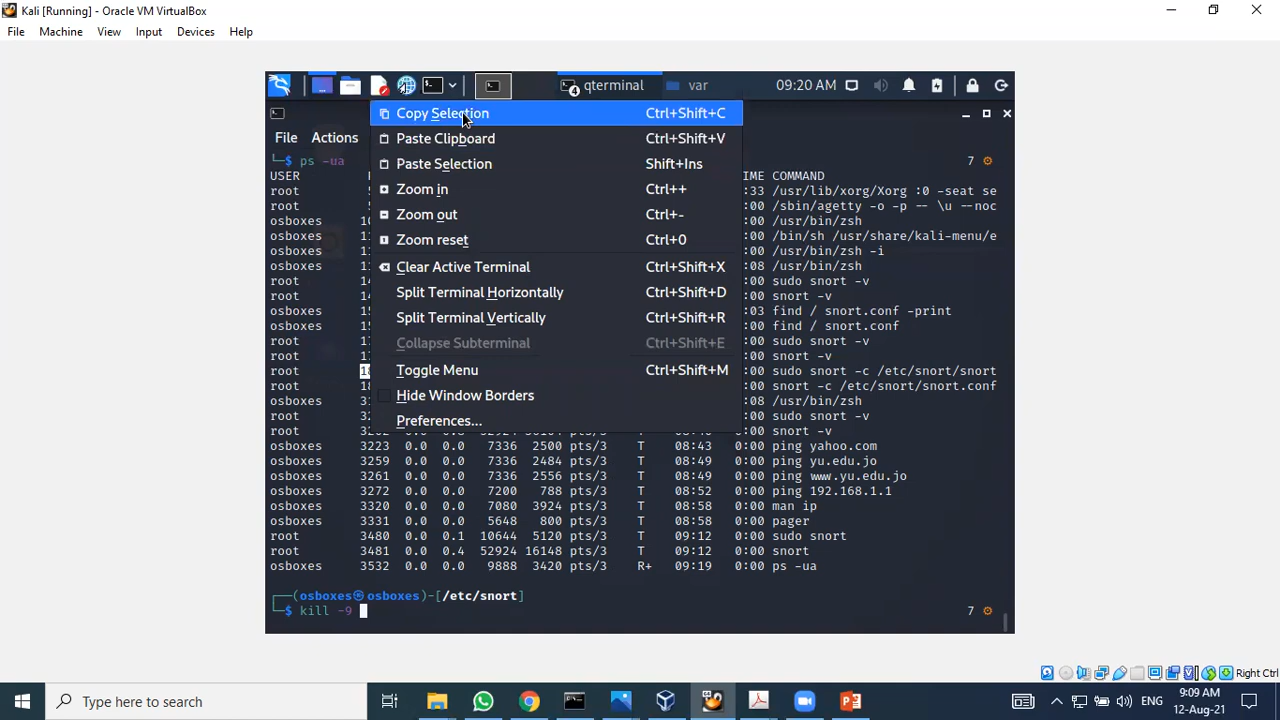 Kali [Running] - Oracle VM VirtualBox
File Machine View Input Devices Help
qterminal var 09:20 AM
4
Copy Selection Ctrl+Shift+C
Paste Clipboard Ctrl+Shift+V
Paste Selection Shift+Ins
Zoom in Ctrl++
Zoom out Ctrl+-
Zoom reset Ctrl+0
Clear Active Terminal Ctrl+Shift+X
Split Terminal Horizontally Ctrl+Shift+D
Split Terminal Vertically Ctrl+Shift+R
Collapse Subterminal Ctrl+Shift+E
Toggle Menu Ctrl+Shift+M
Hide Window Borders
Preferences...
File Actions
$ ps -ua 7
USER IME COMMAND
root :33 /usr/lib/xorg/Xorg :0 -seat se
root :00 /sbin/agetty -o -p -- \u --noc
osboxes 10 :00 /usr/bin/zsh
osboxes 11 :00 /bin/sh /usr/share/kali-menu/e
osboxes 11 :00 /usr/bin/zsh -i
osboxes 11 :08 /usr/bin/zsh
root 14 :00 sudo snort -v
root 14 :00 snort -v
osboxes 15 :03 find / snort.conf -print
osboxes 15 :00 find / snort.conf
root 17 :00 sudo snort -v
root 17 :00 snort -v
root 18 :00 sudo snort -c /etc/snort/snort
root 18 :00 snort -c /etc/snort/snort.conf
osboxes 31 :08 /usr/bin/zsh
root :00 sudo snort -v
root snort -v
osboxes 3223 0.0 0.0 7336 2500 pts/3 T 08:43 0:00 ping yahoo.com
osboxes 3259 0.0 0.0 7336 2484 pts/3 T 08:49 0:00 ping yu.edu.jo
osboxes 3261 0.0 0.0 7336 2556 pts/3 T 08:49 0:00 ping www.yu.edu.jo
osboxes 3272 0.0 0.0 7200 788 pts/3 T 08:52 0:00 ping 192.168.1.1
osboxes 3320 0.0 0.0 7080 3924 pts/3 T 08:58 0:00 man ip
osboxes 3331 0.0 0.0 5648 800 pts/3 T 08:58 0:00 pager
root 3480 0.0 0.1 10644 5120 pts/3 T 09:12 0:00 sudo snort
root 3481 0.0 0.4 52924 16148 pts/3 T 09:12 0:00 snort
osboxes 3532 0.0 0.0 9888 3420 pts/3 R+ 09:19 0:00 ps -ua
(osboxes㉿osboxes)-[/etc/snort]
$ kill -9 7
Right Ctrl
Type here to search
ENG
9:09 AM
12-Aug-21